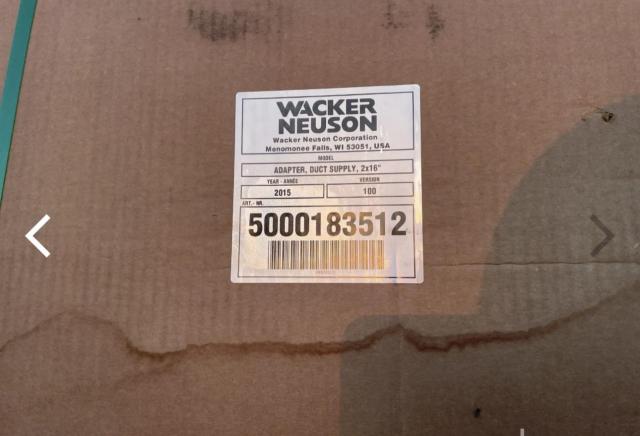 WACKER
NEUSON
Wacker Neuson Corporation
Menomonee Falls, WI 53051, USA
MODEL
ADAPTER, DUCT SUPPLY, 2x16"
YEAR - ANNÉE
VERSION
2015
100
ART.- NR.
5000183512